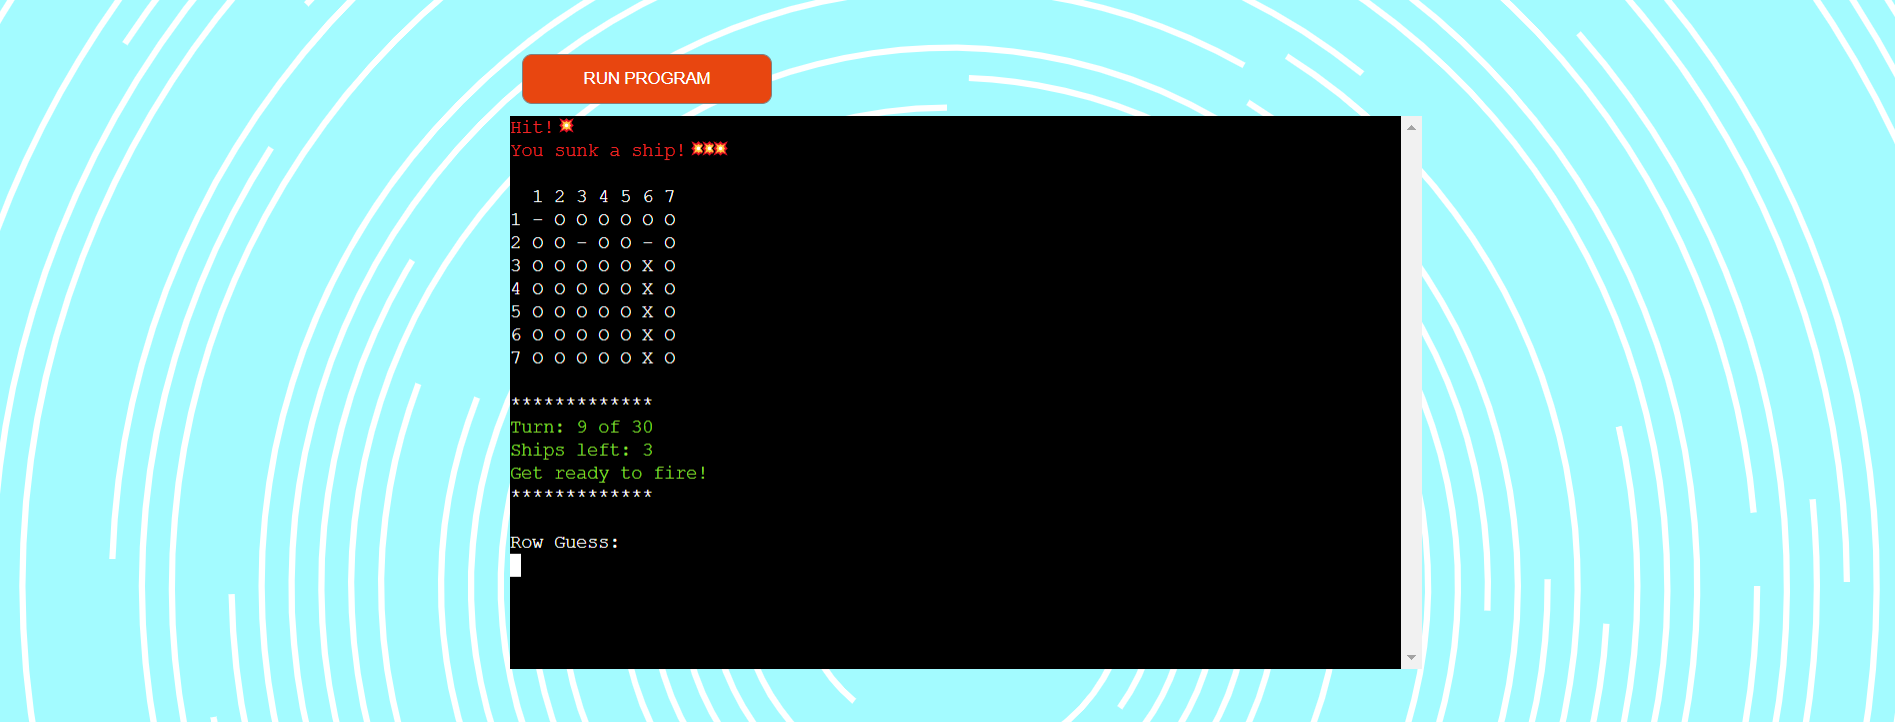 RUN PROGRAM
Hit!💥
You sunk a ship!💥💥💥
  1 2 3 4 5 6 7
1 - O O O O O O
2 O O - O O - O
3 O O O O O X O
4 O O O O O X O
5 O O O O O X O
6 O O O O O X O
7 O O O O O X O
*************
Turn: 9 of 30
Ships left: 3
Get ready to fire!
*************
Row Guess: